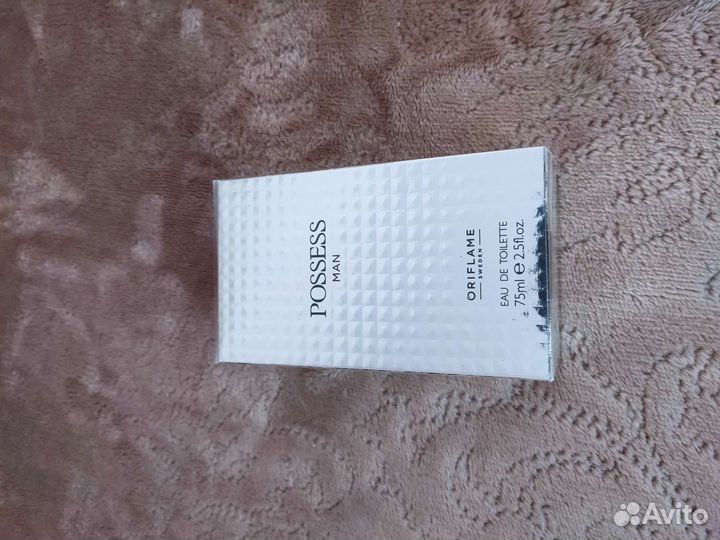 POSSESS
MAN
ORIFLAME
SWEDEN
EAU DE TOILETTE
75ml e 2.5fl.oz.
Avito